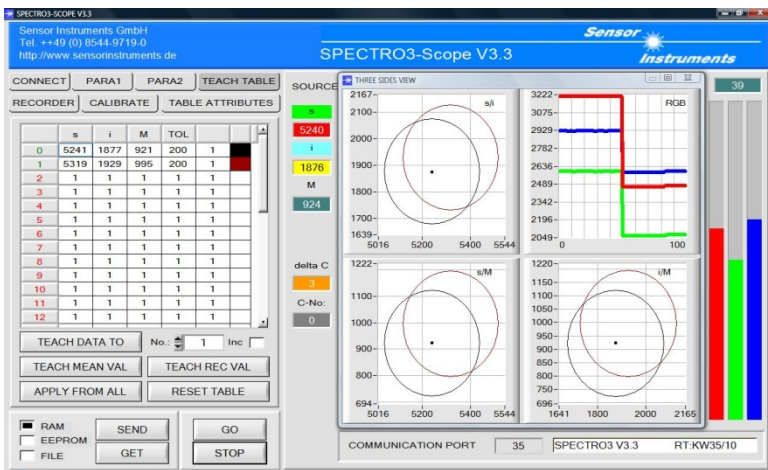 SPECTRO3-SCOPE V3.3
Sensor Instruments GmbH
Tel. ++49 (0) 8544-9719-0
http://www.sensorinstruments.de
SPECTRO3-Scope V3.3
Sensor
Instruments
CONNECT PARA1 PARA2 TEACH TABLE
RECORDER CALIBRATE TABLE ATTRIBUTES
s i M TOL
0 5241 1877 921 200 1
1 5319 1929 995 200 1
2 1 1 1 1 1
3 1 1 1 1 1
4 1 1 1 1 1
5 1 1 1 1 1
6 1 1 1 1 1
7 1 1 1 1 1
8 1 1 1 1 1
9 1 1 1 1 1
10 1 1 1 1 1
11 1 1 1 1 1
12 1 1 1 1 1
TEACH DATA TO No.: 1 Inc
TEACH MEAN VAL TEACH REC VAL
APPLY FROM ALL RESET TABLE
RAM
EEPROM
FILE
SEND GO
GET STOP
SOURCE
s
5240
i
1876
M
924
delta C
3
C-No:
0
THREE SIDES VIEW
39
s/i
2167
2100
2000
1900
1800
1700
1639
5016 5200 5400 5544
RGB
3222
3075
2929
2782
2636
2489
2342
2196
2049
0 100
s/M
1222
1100
1000
900
800
694
5016 5200 5400 5544
i/M
1220
1150
1100
1050
1000
950
900
850
800
750
696
1641 1800 2000 2165
COMMUNICATION PORT 35 SPECTRO3 V3.3 RT:KW35/10